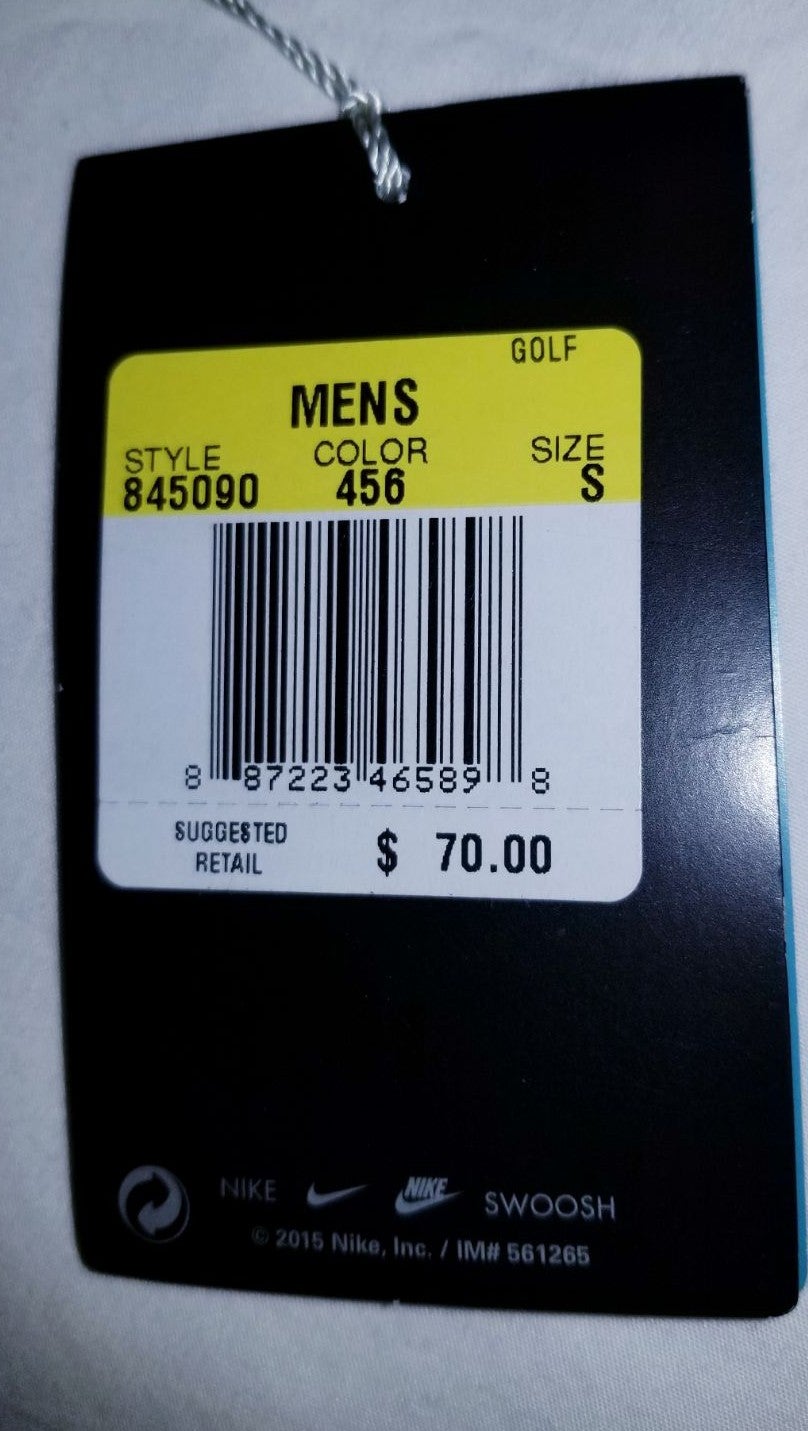 GOLF
MENS
STYLE COLOR SIZE
845090 456 S
8 87223 46589 8
SUGGESTED
RETAIL
$ 70.00
NIKE NIKE SWOOSH
© 2015 Nike, Inc. / IM# 561265